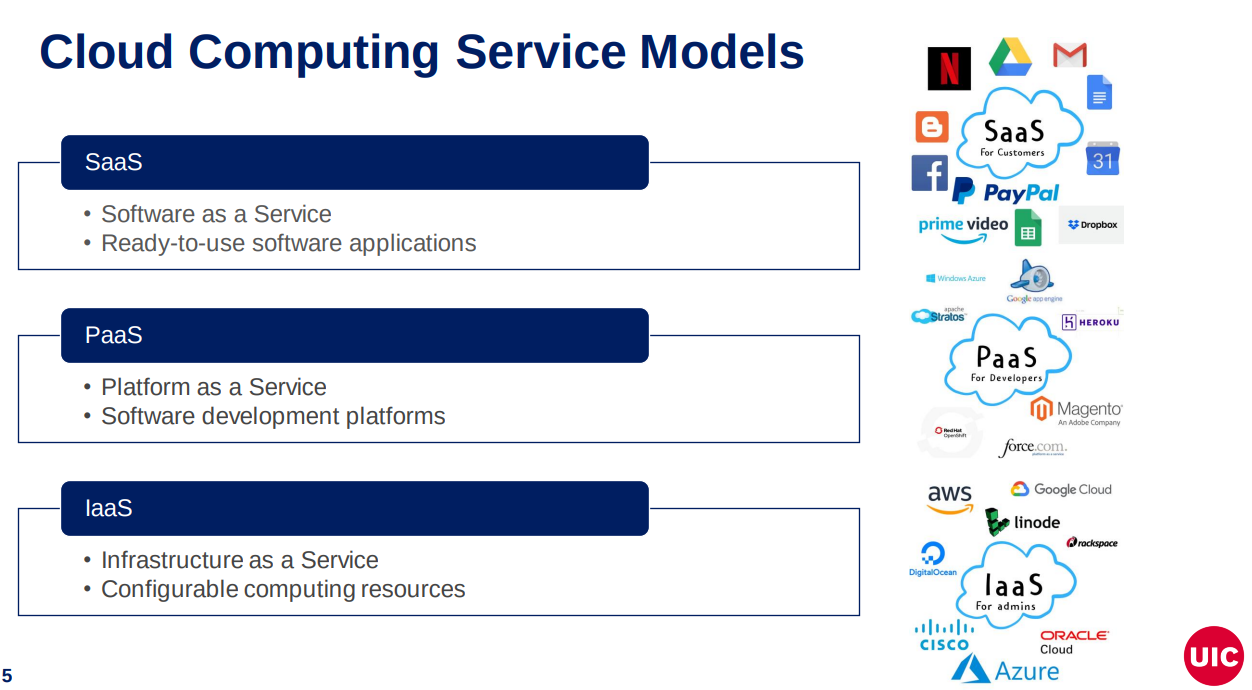 Cloud Computing Service Models
SaaS
• Software as a Service
• Ready-to-use software applications
PaaS
• Platform as a Service
• Software development platforms
IaaS
• Infrastructure as a Service
• Configurable computing resources
5
N
SaaS
For Customers
31
f
P PayPal
prime video
Dropbox
Windows Azure
Google app engine
apache
Stratos
HEROKU
PaaS
For Developers
Magento
An Adobe Company
Red Hat
OpenShift
force.com.
platform as a service
aws
Google Cloud
linode
rackspace
DigitalOcean
IaaS
For admins
CISCO
ORACLE
Cloud
Azure
UIC